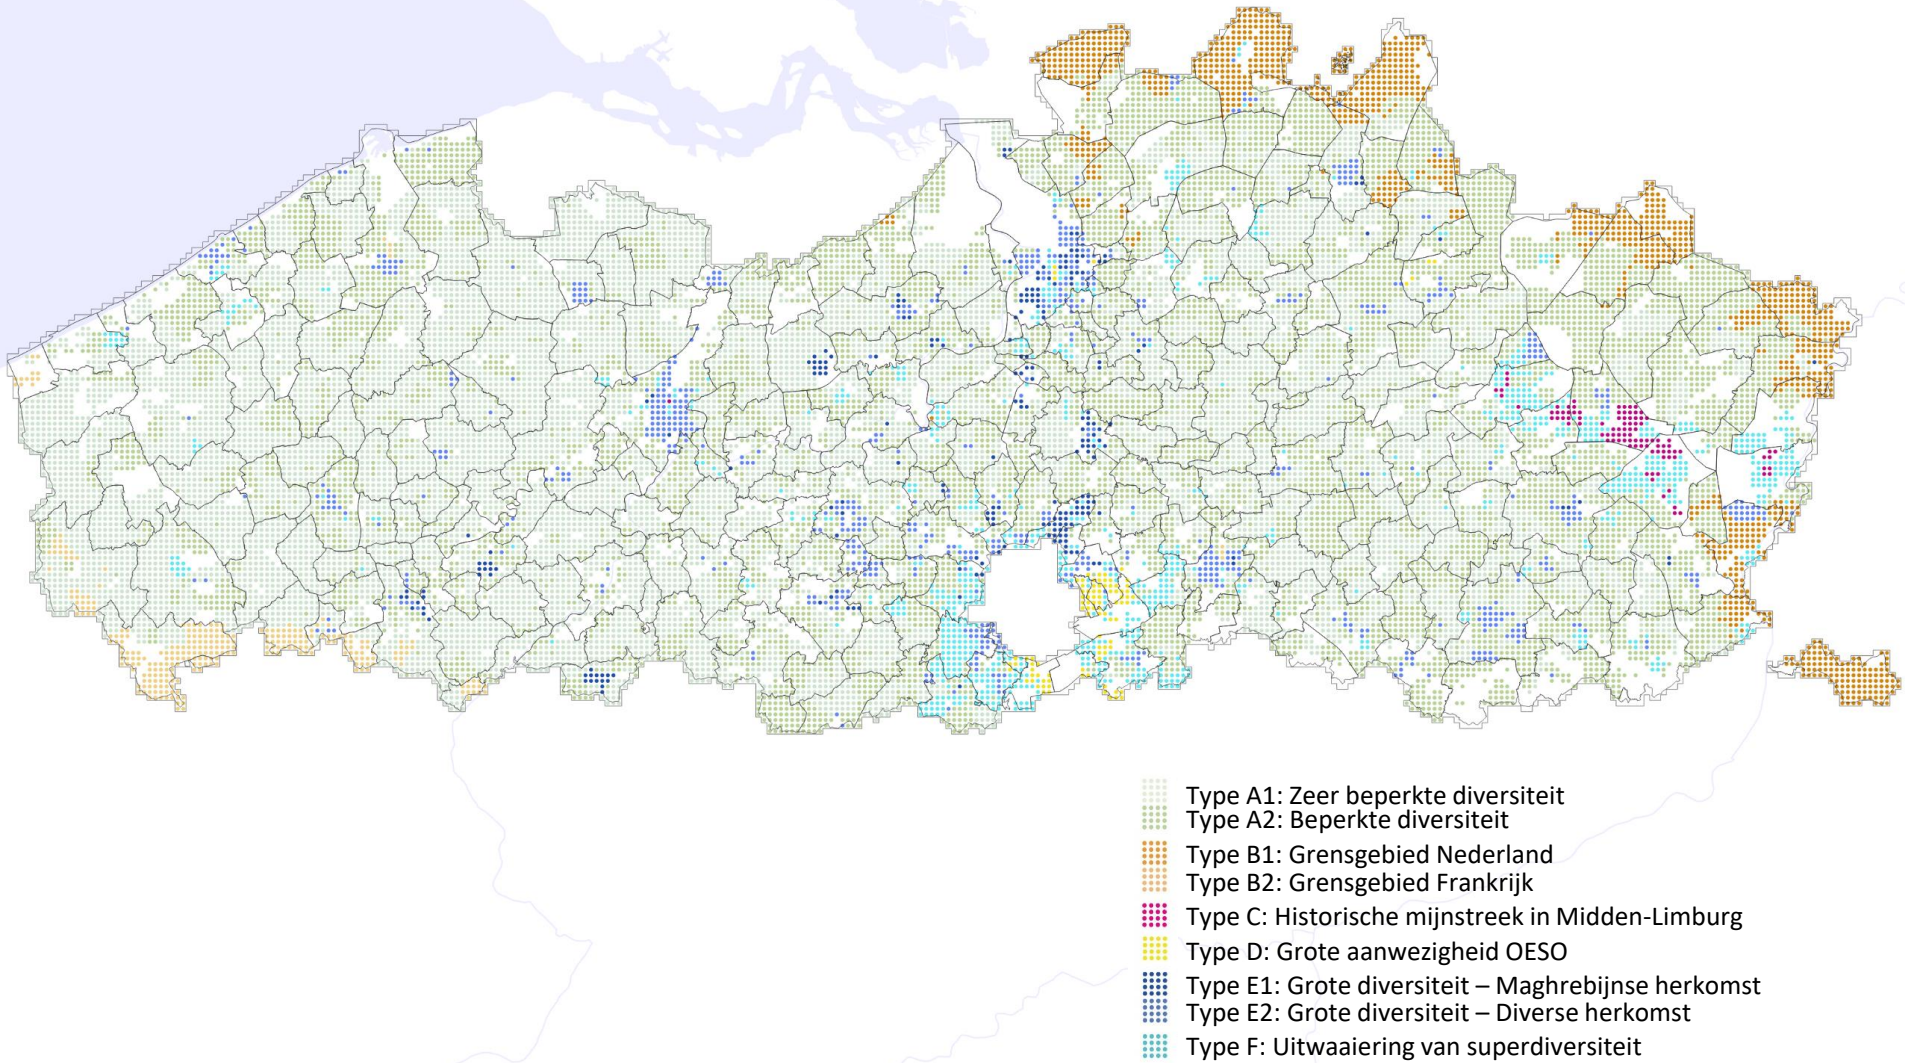 Type A1: Zeer beperkte diversiteit
Type A2: Beperkte diversiteit
Type B1: Grensgebied Nederland
Type B2: Grensgebied Frankrijk
Type C: Historische mijnstreek in Midden-Limburg
Type D: Grote aanwezigheid OESO
Type E1: Grote diversiteit – Maghrebijnse herkomst
Type E2: Grote diversiteit – Diverse herkomst
Type F: Uitwaaiering van superdiversiteit